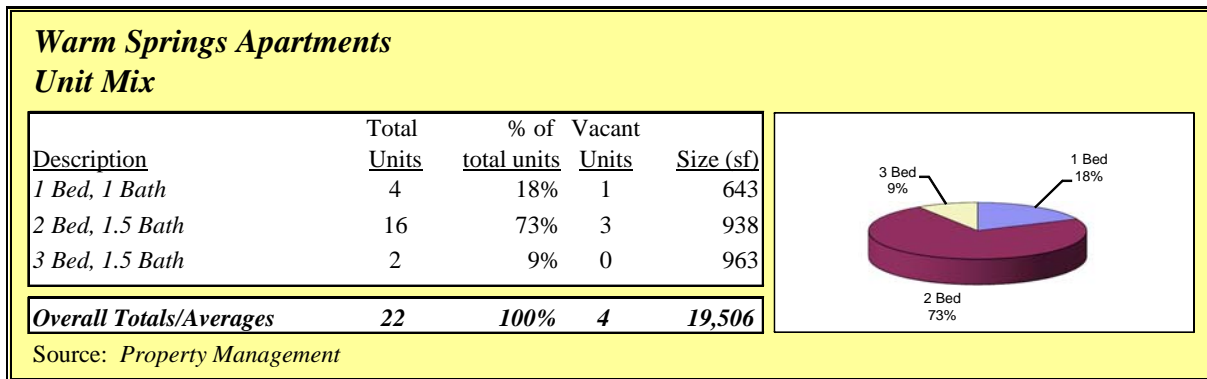 Warm Springs Apartments
Unit Mix
Total % of Vacant
Description Units total units Units Size (sf)
1 Bed, 1 Bath 4 18% 1 643
2 Bed, 1.5 Bath 16 73% 3 938
3 Bed, 1.5 Bath 2 9% 0 963
Overall Totals/Averages 22 100% 4 19,506
Source: Property Management
1 Bed
18%
3 Bed
9%
2 Bed
73%